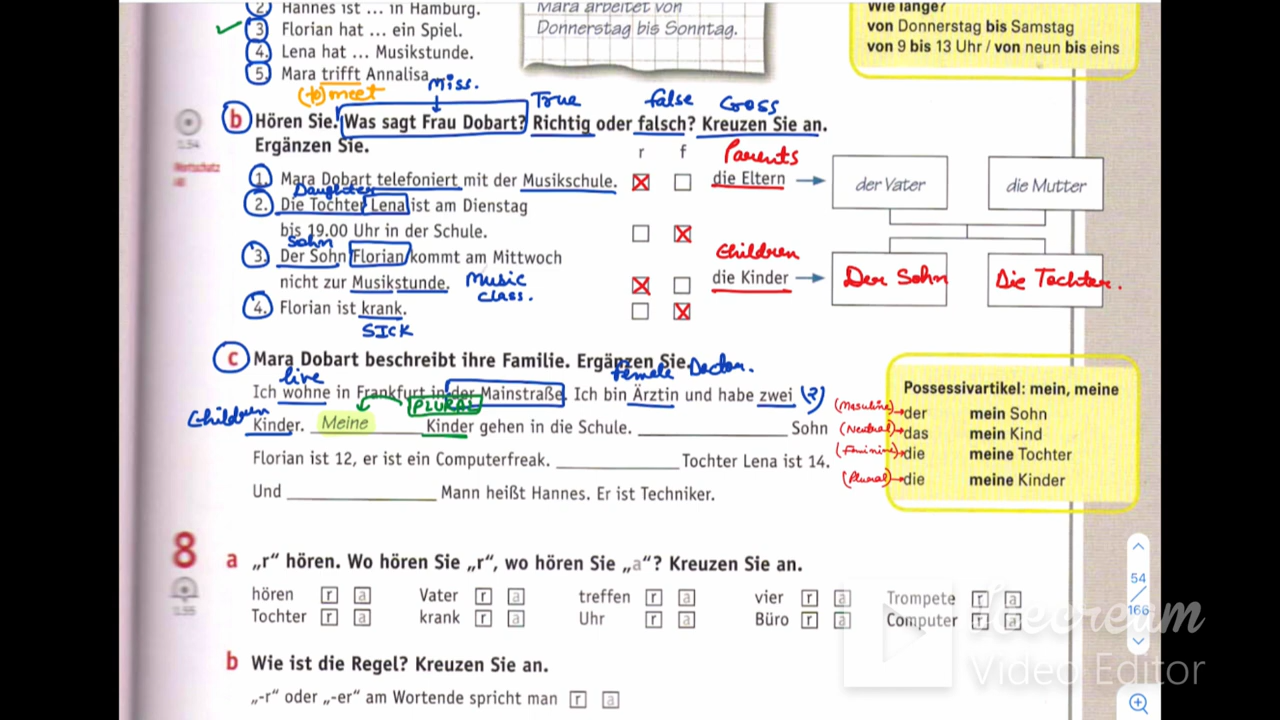 2 Hannes ist ... in Hamburg.
3 Florian hat ... ein Spiel.
4. Lena hat ... Musikstunde.
5. Mara trifft Annalisa
(to) meet
Mara arbeitet von
Donnerstag bis Sonntag.
Wie lange?
von Donnerstag bis Samstag
von 9 bis 13 Uhr / von neun bis eins
Miss.
True false Cross
b Hören Sie. Was sagt Frau Dobart? Richtig oder falsch? Kreuzen Sie an.
Ergänzen Sie.
1.54
Wortschatz
r f
1. Mara Dobart telefoniert mit der Musikschule.
Daughter
2. Die Tochter Lena ist am Dienstag
bis 19.00 Uhr in der Schule.
Sohn
3. Der Sohn Florian kommt am Mittwoch
nicht zur Musikstunde. Music class.
4. Florian ist krank.
SICK
Parents
die Eltern
der Vater die Mutter
Children
die Kinder
Der Sohn Die Tochter.
c Mara Dobart beschreibt ihre Familie. Ergänzen Sie.
live Female Doctor.
Ich wohne in Frankfurt in der Mainstraße. Ich bin Ärztin und habe zwei (2)
Children PLURAL
Kinder. Meine Kinder gehen in die Schule. Sohn
Florian ist 12, er ist ein Computerfreak. Tochter Lena ist 14.
Und Mann heißt Hannes. Er ist Techniker.
Possessivartikel: mein, meine
(Masculine) der mein Sohn
(Neutral) das mein Kind
(Feminine) die meine Tochter
(Plural) die meine Kinder
8
1.55
a „r“ hören. Wo hören Sie „r“, wo hören Sie „a“? Kreuzen Sie an.
hören r a Vater r a treffen r a vier r a Trompete r a
Tochter r a krank r a Uhr r a Büro r a Computer r a
b Wie ist die Regel? Kreuzen Sie an.
„-r“ oder „-er“ am Wortende spricht man r a
54
/
166
Icecream
Video Editor